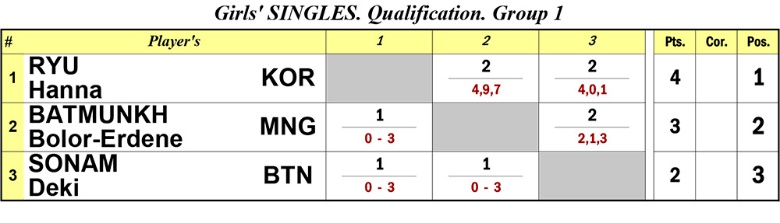 Girls' SINGLES. Qualification. Group 1
# Player's 1 2 3 Pts. Cor. Pos.
1 RYU Hanna KOR 2 4,9,7 2 4,0,1 4 1
2 BATMUNKH Bolor-Erdene MNG 1 0 - 3 2 2,1,3 3 2
3 SONAM Deki BTN 1 0 - 3 1 0 - 3 2 3